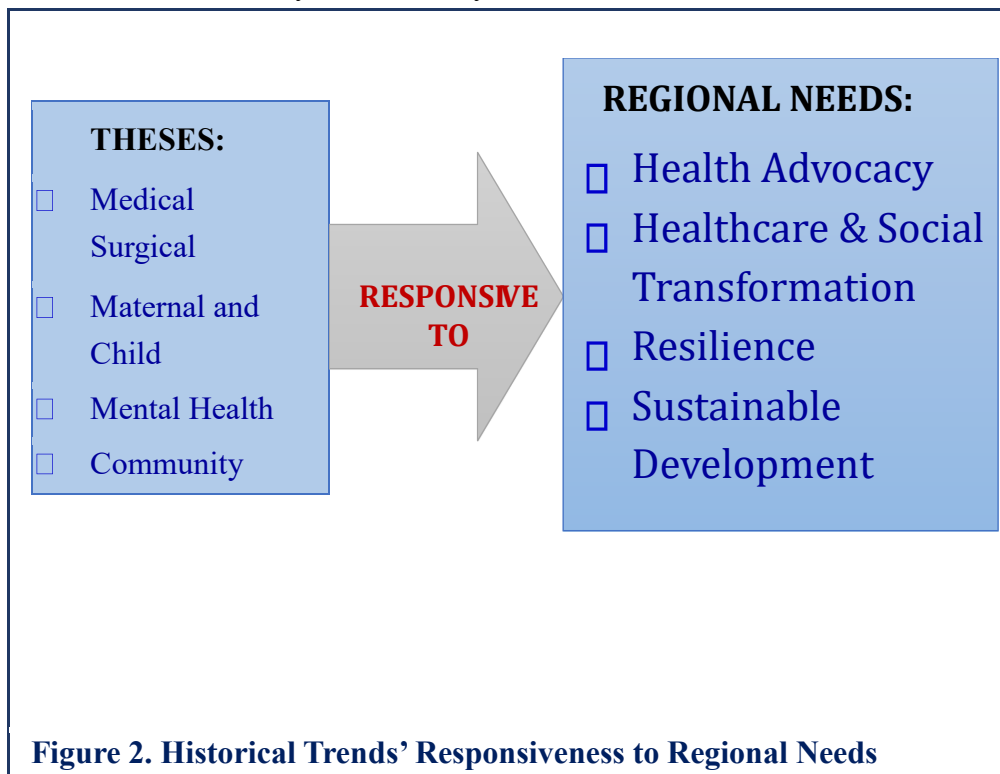 THESES:
□ Medical
Surgical
□ Maternal and
Child
□ Mental Health
□ Community
RESPONSIVE
TO
REGIONAL NEEDS:
□ Health Advocacy
□ Healthcare & Social
Transformation
□ Resilience
□ Sustainable
Development
Figure 2. Historical Trends’ Responsiveness to Regional Needs